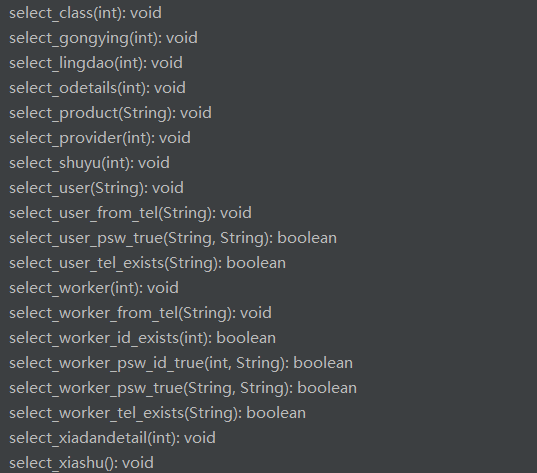 select_class(int): void
select_gongying(int): void
select_lingdao(int): void
select_odetails(int): void
select_product(String): void
select_provider(int): void
select_shuyu(int): void
select_user(String): void
select_user_from_tel(String): void
select_user_psw_true(String, String): boolean
select_user_tel_exists(String): boolean
select_worker(int): void
select_worker_from_tel(String): void
select_worker_id_exists(int): boolean
select_worker_psw_id_true(int, String): boolean
select_worker_psw_true(String, String): boolean
select_worker_tel_exists(String): boolean
select_xiadandetail(int): void
select_xiashu(): void